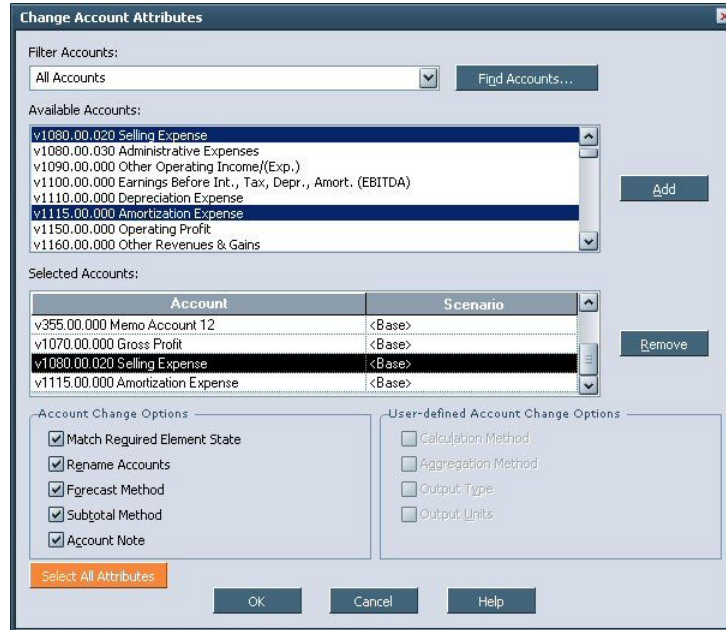 Change Account Attributes
Filter Accounts:
All Accounts
Find Accounts...
Available Accounts:
v1080.00.020 Selling Expense
v1080.00.030 Administrative Expenses
v1090.00.000 Other Operating Income/(Exp.)
v1100.00.000 Earnings Before Int., Tax, Depr., Amort. (EBITDA)
v1110.00.000 Depreciation Expense
v1115.00.000 Amortization Expense
v1150.00.000 Operating Profit
v1160.00.000 Other Revenues & Gains
Add
Selected Accounts:
Account Scenario
v355.00.000 Memo Account 12 <Base>
v1070.00.000 Gross Profit <Base>
v1080.00.020 Selling Expense <Base>
v1115.00.000 Amortization Expense <Base>
Remove
Account Change Options
Match Required Element State
Rename Accounts
Forecast Method
Subtotal Method
Account Note
User-defined Account Change Options
Calculation Method
Aggregation Method
Output Type
Output Units
Select All Attributes
OK Cancel Help